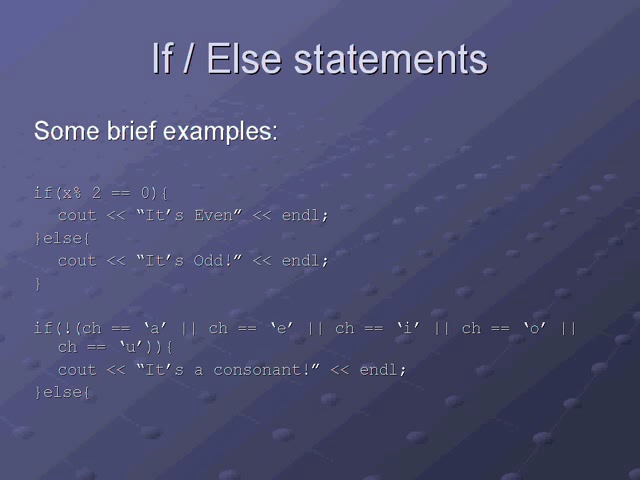 If / Else statements
Some brief examples:
if(x% 2 == 0){
cout << “It’s Even” << endl;
}else{
cout << “It’s Odd!” << endl;
}
if(!(ch == ‘a’ || ch == ‘e’ || ch == ‘i’ || ch == ‘o’ ||
ch == ‘u’)){
cout << “It’s a consonant!” << endl;
}else{